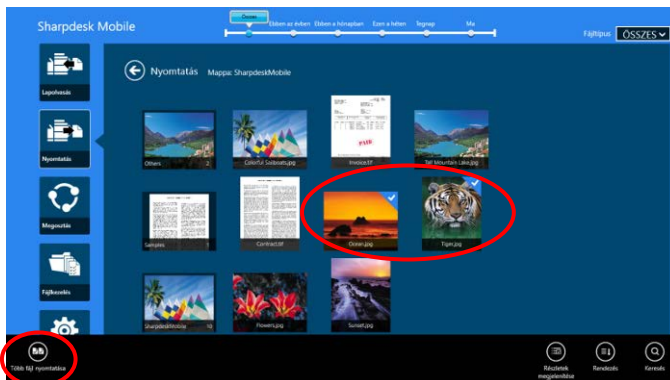 Sharpdesk Mobile
Összes
Ebben az évben
Ebben a hónapban
Ezen a héten
Tegnap
Ma
Fájltípus
ÖSSZES
Lapolvasás
Nyomtatás
Mappa: SharpdeskMobile
Nyomtatás
Others 2
Colorful Sailboats.jpg
Invoice.tif
PAID
Tall Mountain Lake.jpg
Megosztás
Samples 1
Contract.tif
Ocean.jpg
Tiger.jpg
Fájlkezelés
SharpdeskMobile 10
Flowers.jpg
Sunset.jpg
Több fájl nyomtatása
Részletek
megjelenítése
Rendezés
Keresés